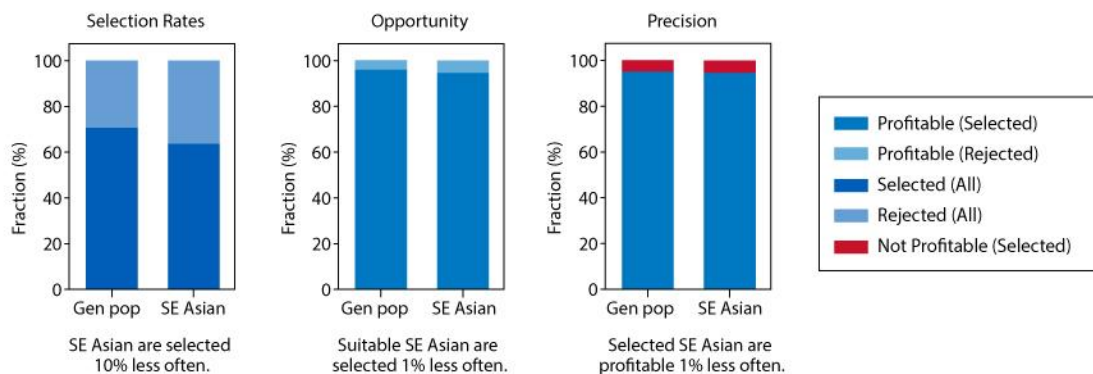 Selection Rates
Opportunity
Precision
Fraction (%)
100
80
60
40
20
0
Gen pop
SE Asian
SE Asian are selected
10% less often.
Fraction (%)
100
80
60
40
20
0
Gen pop
SE Asian
Suitable SE Asian are
selected 1% less often.
Fraction (%)
100
80
60
40
20
0
Gen pop
SE Asian
Selected SE Asian are
profitable 1% less often.
Profitable (Selected)
Profitable (Rejected)
Selected (All)
Rejected (All)
Not Profitable (Selected)